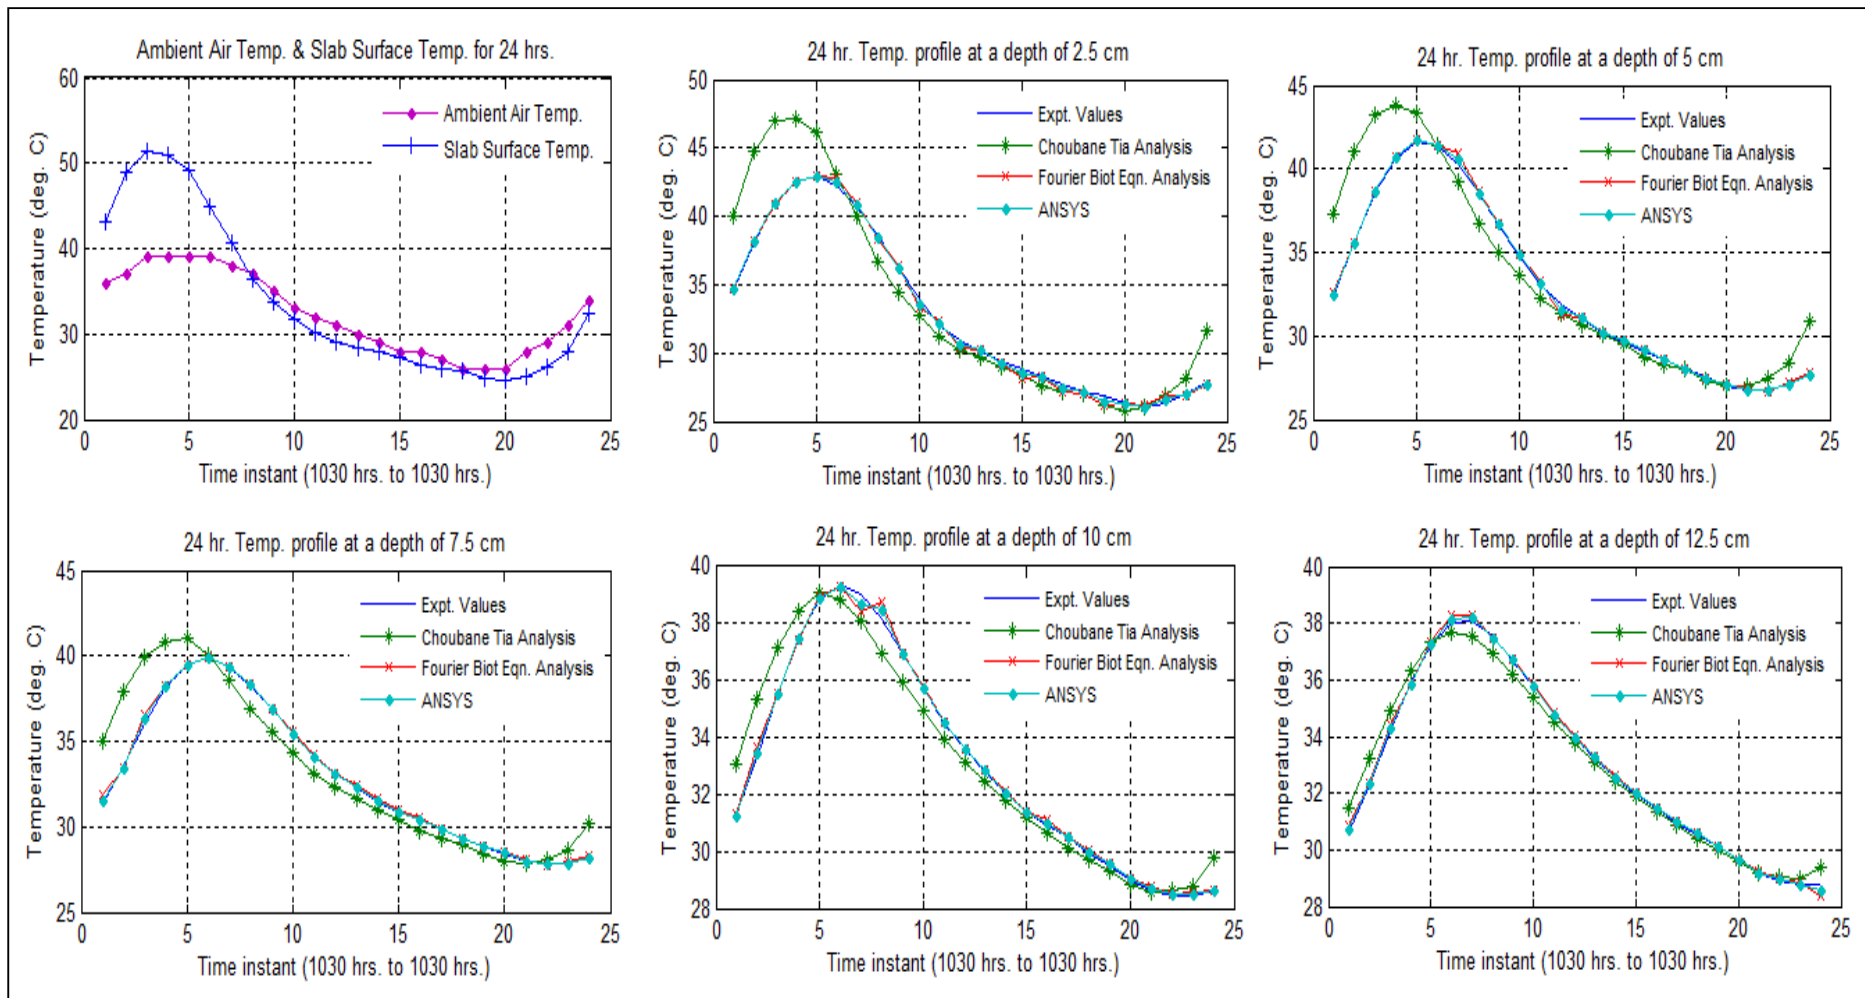 Ambient Air Temp. & Slab Surface Temp. for 24 hrs.
Temperature (deg. C)
60
50
40
30
20
Ambient Air Temp.
Slab Surface Temp.
0 5 10 15 20 25
Time instant (1030 hrs. to 1030 hrs.)
24 hr. Temp. profile at a depth of 2.5 cm
Temperature (deg. C)
50
45
40
35
30
25
Expt. Values
Choubane Tia Analysis
Fourier Biot Eqn. Analysis
ANSYS
0 5 10 15 20 25
Time instant (1030 hrs. to 1030 hrs.)
24 hr. Temp. profile at a depth of 5 cm
Temperature (deg. C)
45
40
35
30
25
Expt. Values
Choubane Tia Analysis
Fourier Biot Eqn. Analysis
ANSYS
0 5 10 15 20 25
Time instant (1030 hrs. to 1030 hrs.)
24 hr. Temp. profile at a depth of 7.5 cm
Temperature (deg. C)
45
40
35
30
25
Expt. Values
Choubane Tia Analysis
Fourier Biot Eqn. Analysis
ANSYS
0 5 10 15 20 25
Time instant (1030 hrs. to 1030 hrs.)
24 hr. Temp. profile at a depth of 10 cm
Temperature (deg. C)
40
38
36
34
32
30
28
Expt. Values
Choubane Tia Analysis
Fourier Biot Eqn. Analysis
ANSYS
0 5 10 15 20 25
Time instant (1030 hrs. to 1030 hrs.)
24 hr. Temp. profile at a depth of 12.5 cm
Temperature (deg. C)
40
38
36
34
32
30
28
Expt. Values
Choubane Tia Analysis
Fourier Biot Eqn. Analysis
ANSYS
0 5 10 15 20 25
Time instant (1030 hrs. to 1030 hrs.)